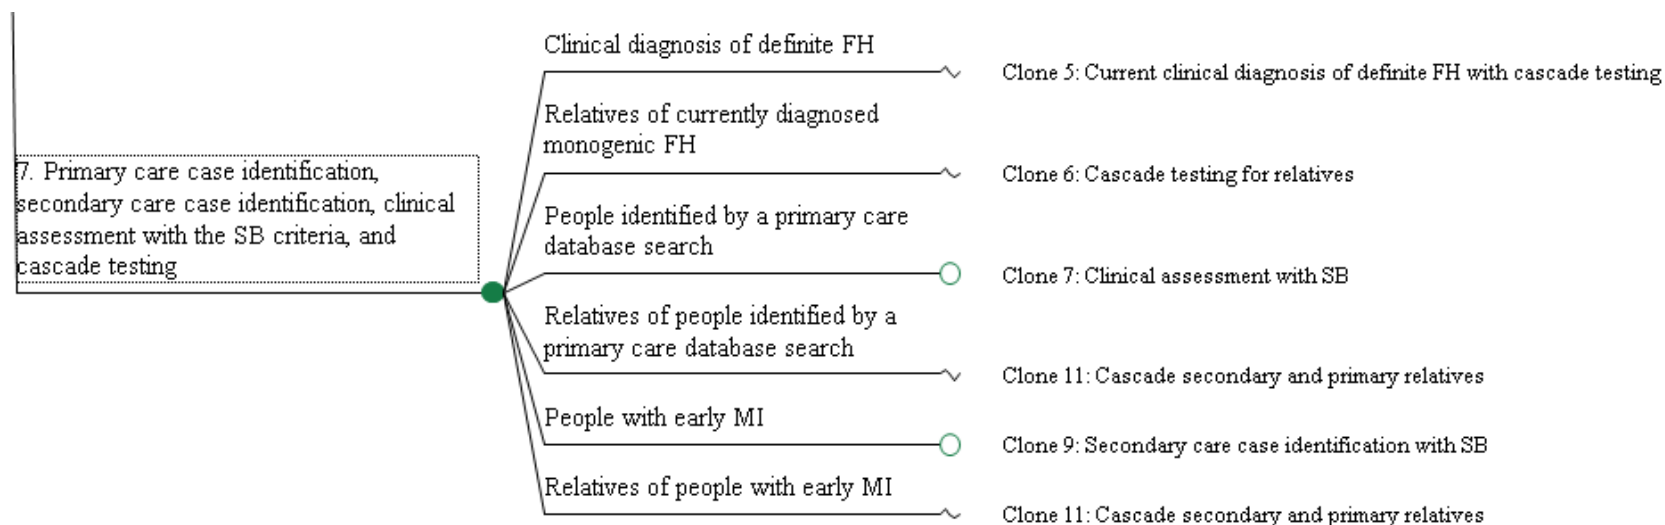 7. Primary care case identification,
secondary care case identification, clinical
assessment with the SB criteria, and
cascade testing
Clinical diagnosis of definite FH
Clone 5: Current clinical diagnosis of definite FH with cascade testing
Relatives of currently diagnosed
monogenic FH
Clone 6: Cascade testing for relatives
People identified by a primary care
database search
Clone 7: Clinical assessment with SB
Relatives of people identified by a
primary care database search
Clone 11: Cascade secondary and primary relatives
People with early MI
Clone 9: Secondary care case identification with SB
Relatives of people with early MI
Clone 11: Cascade secondary and primary relatives